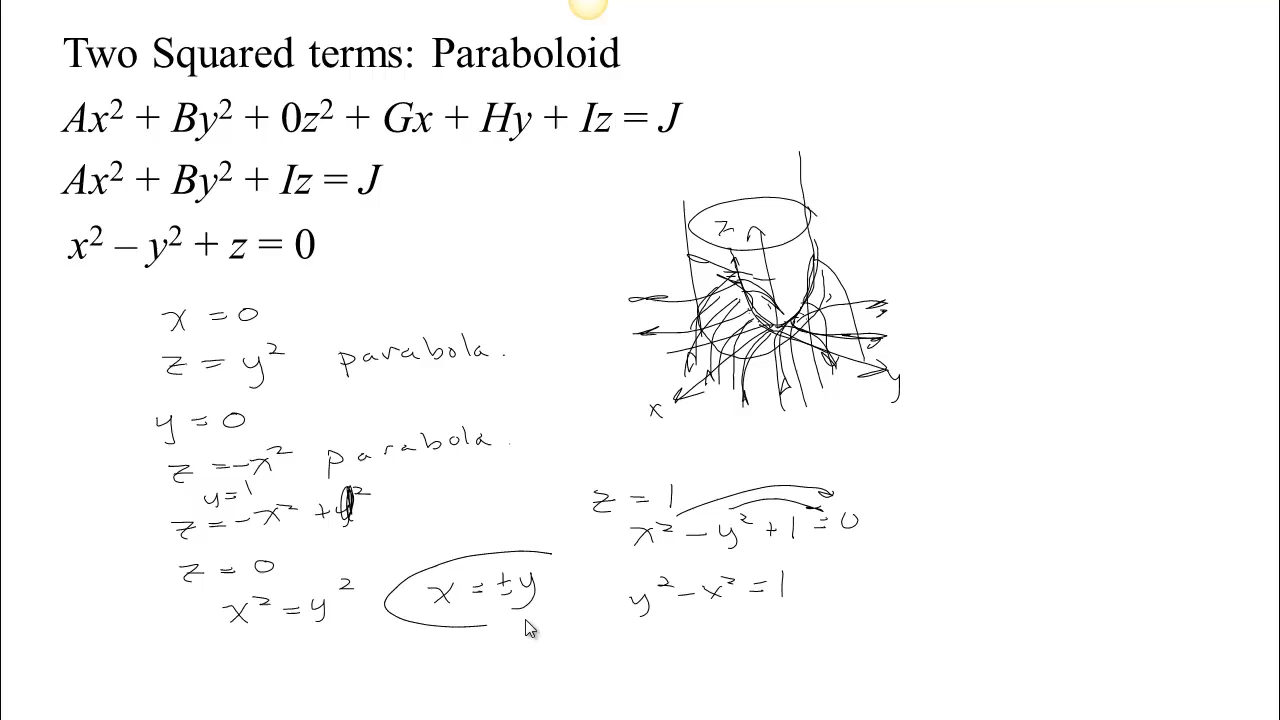 Two Squared terms: Paraboloid
Ax² + By² + 0z² + Gx + Hy + Iz = J
Ax² + By² + Iz = J
x² – y² + z = 0
x = 0
z = y² parabola.
y = 0
z = -x² parabola.
y = 1
z = -x² +
z = 0
x² = y²
x = ±y
z = 1
x² - y² + 1 = 0
y² - x² = 1
z
y
x